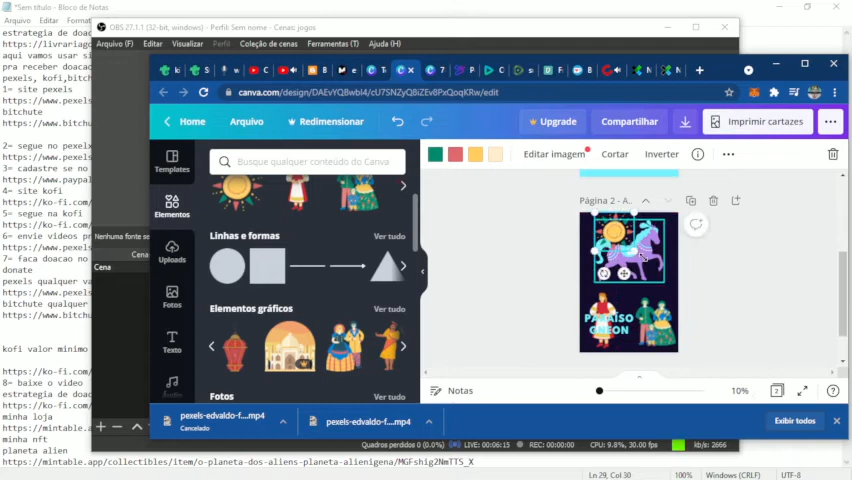 *Sem título - Bloco de Notas
Arquivo Editar Format
estrategia de doac
https://livrariago
aqui vamos usar si
pra receber doacao
pexels, kofi,bitchute
1= site pexels
https://www.pexels
bitchute
https://www.bitchu
2= segue no pexels
https://www.pexels
3= cadastre se no
https://www.paypal
4= site kofi
https://ko-fi.com/
5= segue na kofi
https://ko-fi.com/
6= envie videos pr
https://www.pexels
7= faca doacao no
donate
pexels qualquer va
https://www.pexels
bitchute qualquer
https://www.bitchu
kofi valor minimo
https://ko-fi.com/
8= baixe o video
estrategia de doac
https://ko-fi.com/
minha loja
https://mintable.a
minha nft
planeta alien
https://mintable.app/collectibles/item/o-planeta-dos-aliens-planeta-alienigena/MGFshig2NmTTS_X
OBS 27.1.1 (32-bit, windows) - Perfil: Sem nome - Cenas: jogos
Arquivo (F) Editar Visualizar Perfil Coleção de cenas Ferramentas (T) Ajuda (H)
canva.com/design/DAEvYQBwbI4/cU7SNZyQBiZEv8PxQoqKRw/edit
Home Arquivo Redimensionar Upgrade Compartilhar Imprimir cartazes
Templates
Elementos
Uploads
Fotos
Texto
Áudio
Busque qualquer conteúdo do Canva
Linhas e formas Ver tudo
Elementos gráficos Ver tudo
Fotos Ver tudo
Editar imagem Cortar Inverter
Página 2 - A..
PARAÍSO
Notas 10% 2
Nenhuma fonte se
Cena
pexels-edvaldo-f....mp4
Cancelado
pexels-edvaldo-f....mp4
Exibir todos
Quadros perdidos 0 (0.0%) LIVE: 00:06:15 REC: 00:00:00 CPU: 9.8%, 30.00 fps kb/s: 2666
Ln 29, Col 30 100% Windows (CRLF) UTF-8